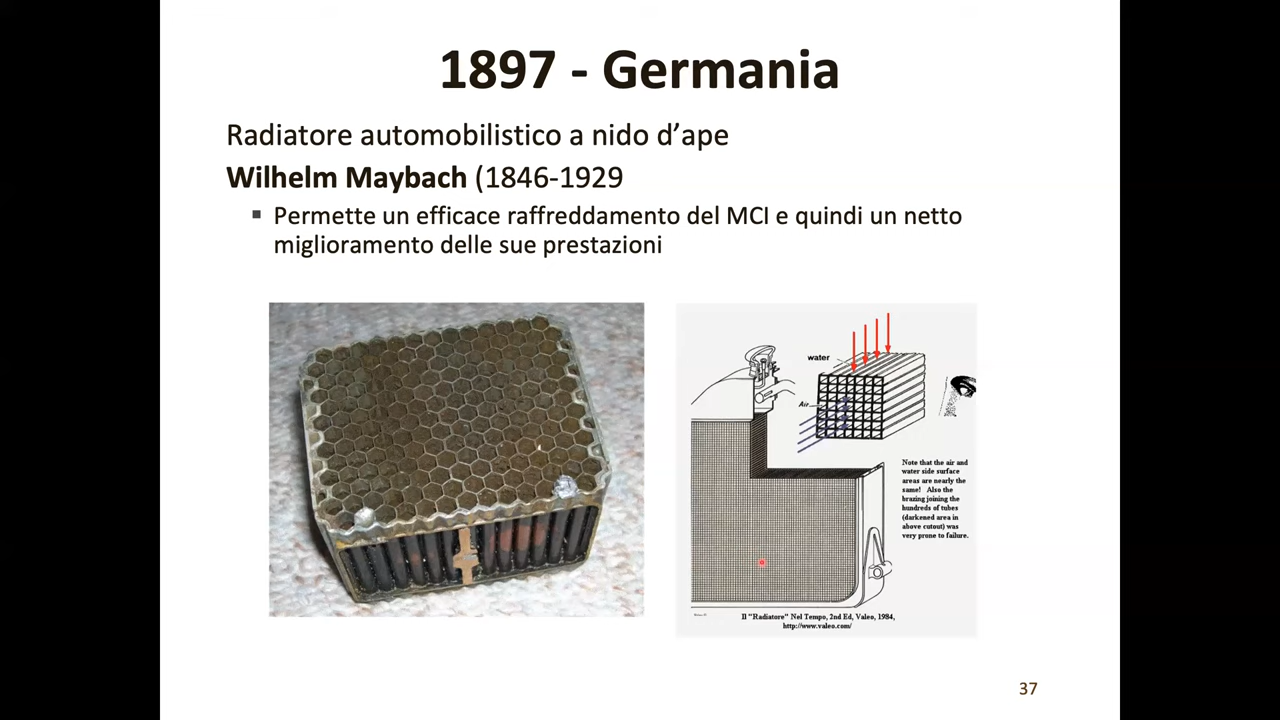 1897 - Germania
Radiatore automobilistico a nido d’ape
Wilhelm Maybach (1846-1929
Permette un efficace raffreddamento del MCI e quindi un netto
miglioramento delle sue prestazioni
water
Air
Note that the air and
water side surface
areas are nearly the
same! Also the
brazing joining the
hundreds of tubes
(darkened area in
above cutout) was
very prone to failure.
Il "Radiatore" Nel Tempo, 2nd Ed, Valeo, 1984,
http://www.valeo.com/
37